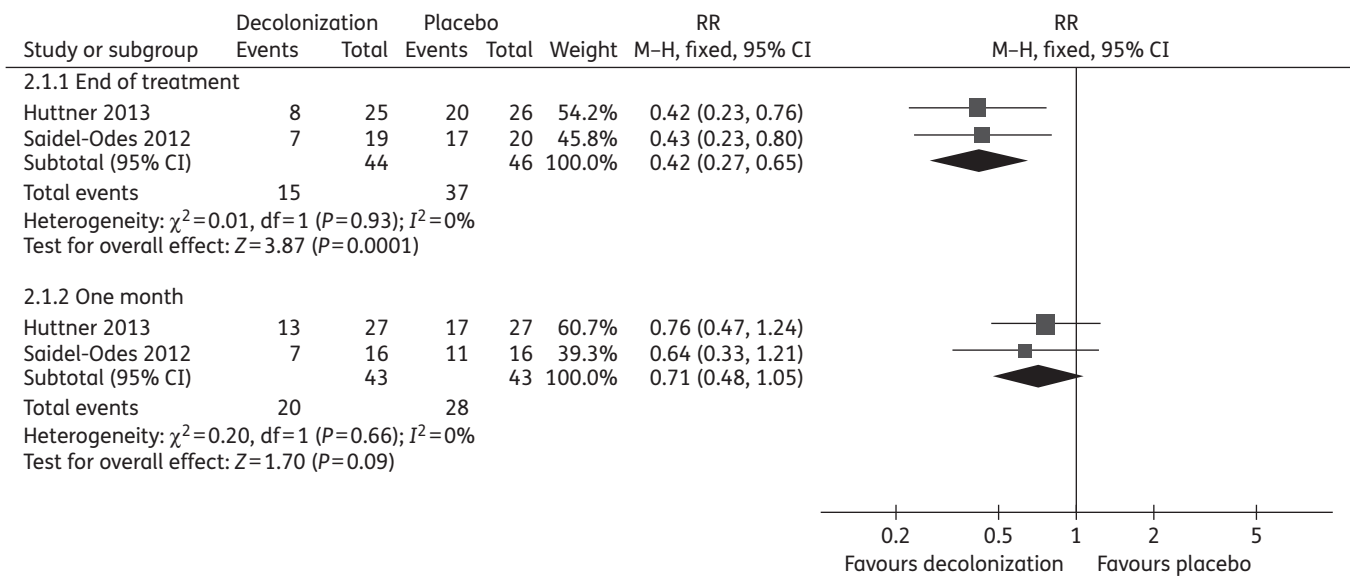 Decolonization Placebo RR RR
Study or subgroup Events Total Events Total Weight M–H, fixed, 95% CI M–H, fixed, 95% CI
2.1.1 End of treatment
Huttner 2013 8 25 20 26 54.2% 0.42 (0.23, 0.76)
Saidel-Odes 2012 7 19 17 20 45.8% 0.43 (0.23, 0.80)
Subtotal (95% CI) 44 46 100.0% 0.42 (0.27, 0.65)
Total events 15 37
Heterogeneity: χ²=0.01, df=1 (P=0.93); I²=0%
Test for overall effect: Z=3.87 (P=0.0001)
2.1.2 One month
Huttner 2013 13 27 17 27 60.7% 0.76 (0.47, 1.24)
Saidel-Odes 2012 7 16 11 16 39.3% 0.64 (0.33, 1.21)
Subtotal (95% CI) 43 43 100.0% 0.71 (0.48, 1.05)
Total events 20 28
Heterogeneity: χ²=0.20, df=1 (P=0.66); I²=0%
Test for overall effect: Z=1.70 (P=0.09)
0.2 0.5 1 2 5
Favours decolonization Favours placebo